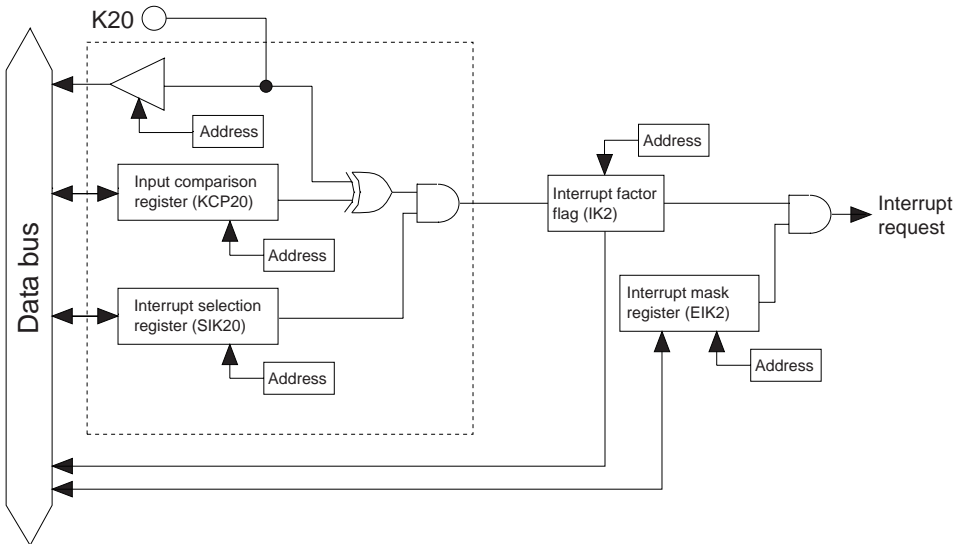 K20
Address
Input comparison
register (KCP20)
Address
Interrupt selection
register (SIK20)
Address
Data bus
Address
Interrupt factor
flag (IK2)
Interrupt mask
register (EIK2)
Address
Interrupt
request